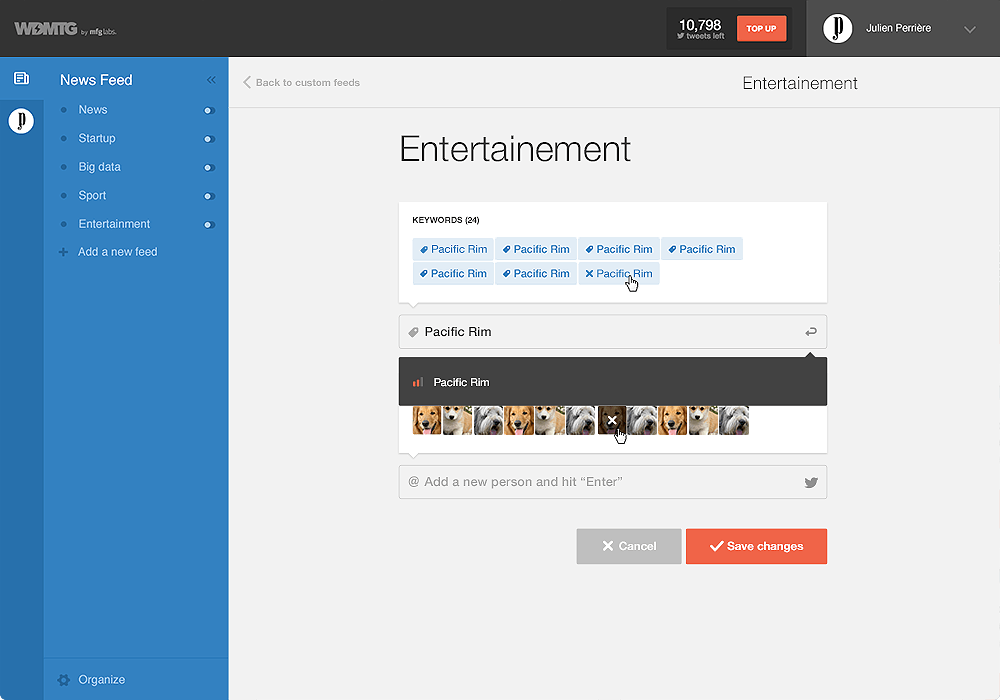 WDMTG by mfglabs.
10,798
tweets left
TOP UP
Julien Perrière
News Feed
News
Startup
Big data
Sport
Entertainment
Add a new feed
Organize
Back to custom feeds
Entertainement
Entertainement
KEYWORDS (24)
Pacific Rim Pacific Rim Pacific Rim Pacific Rim
Pacific Rim Pacific Rim Pacific Rim
Pacific Rim
Pacific Rim
@ Add a new person and hit “Enter”
Cancel
Save changes